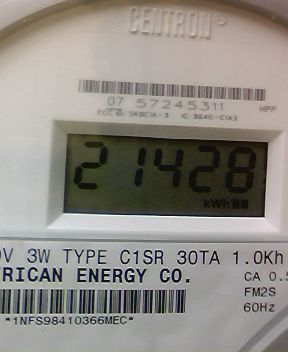 CENTRON®
07 57245311
21428
kWh
V 3W TYPE C1SR 30TA 1.0Kh
RICAN ENERGY CO.
CA 0.5
FM2S
60Hz
*1NFS98410366MEC*